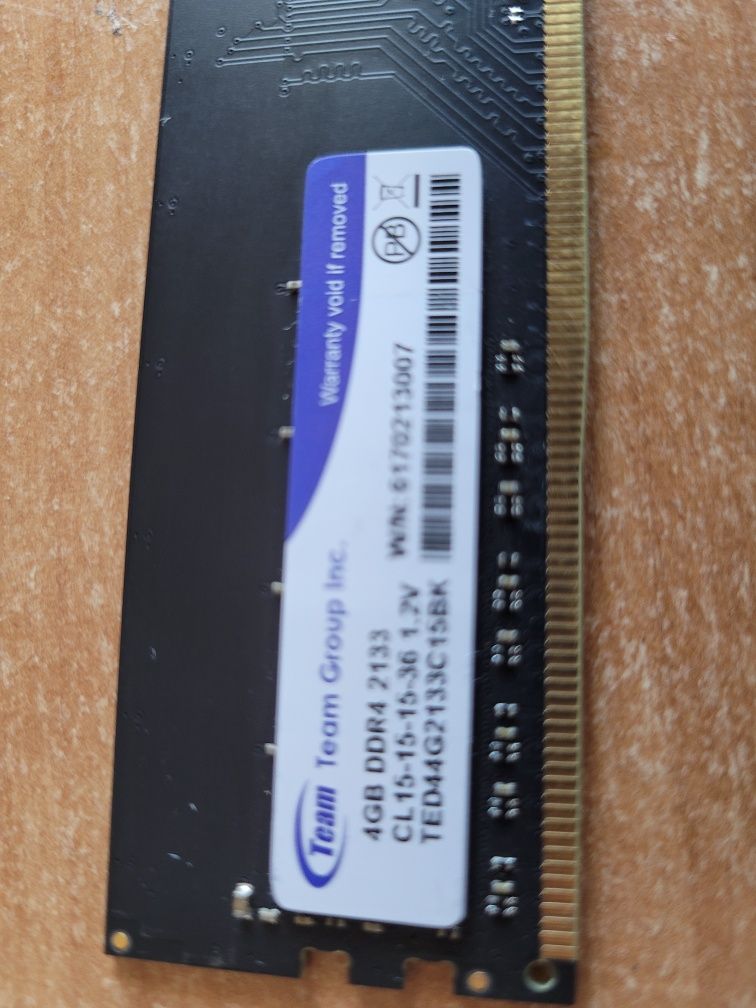 Team Team Group Inc.
Warranty void if removed
4GB DDR4 2133
CL15-15-15-36 1.2V
TED44G2133C15BK
W/N: 6170213007
PB